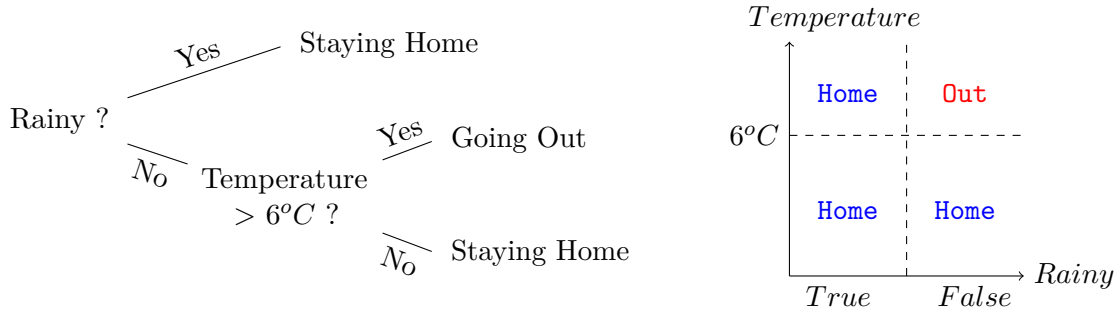 Yes
Staying Home
Rainy ?
No
Temperature
> 6°C ?
Yes
Going Out
No
Staying Home
Temperature
Home
Out
6°C
Home
Home
Rainy
True
False